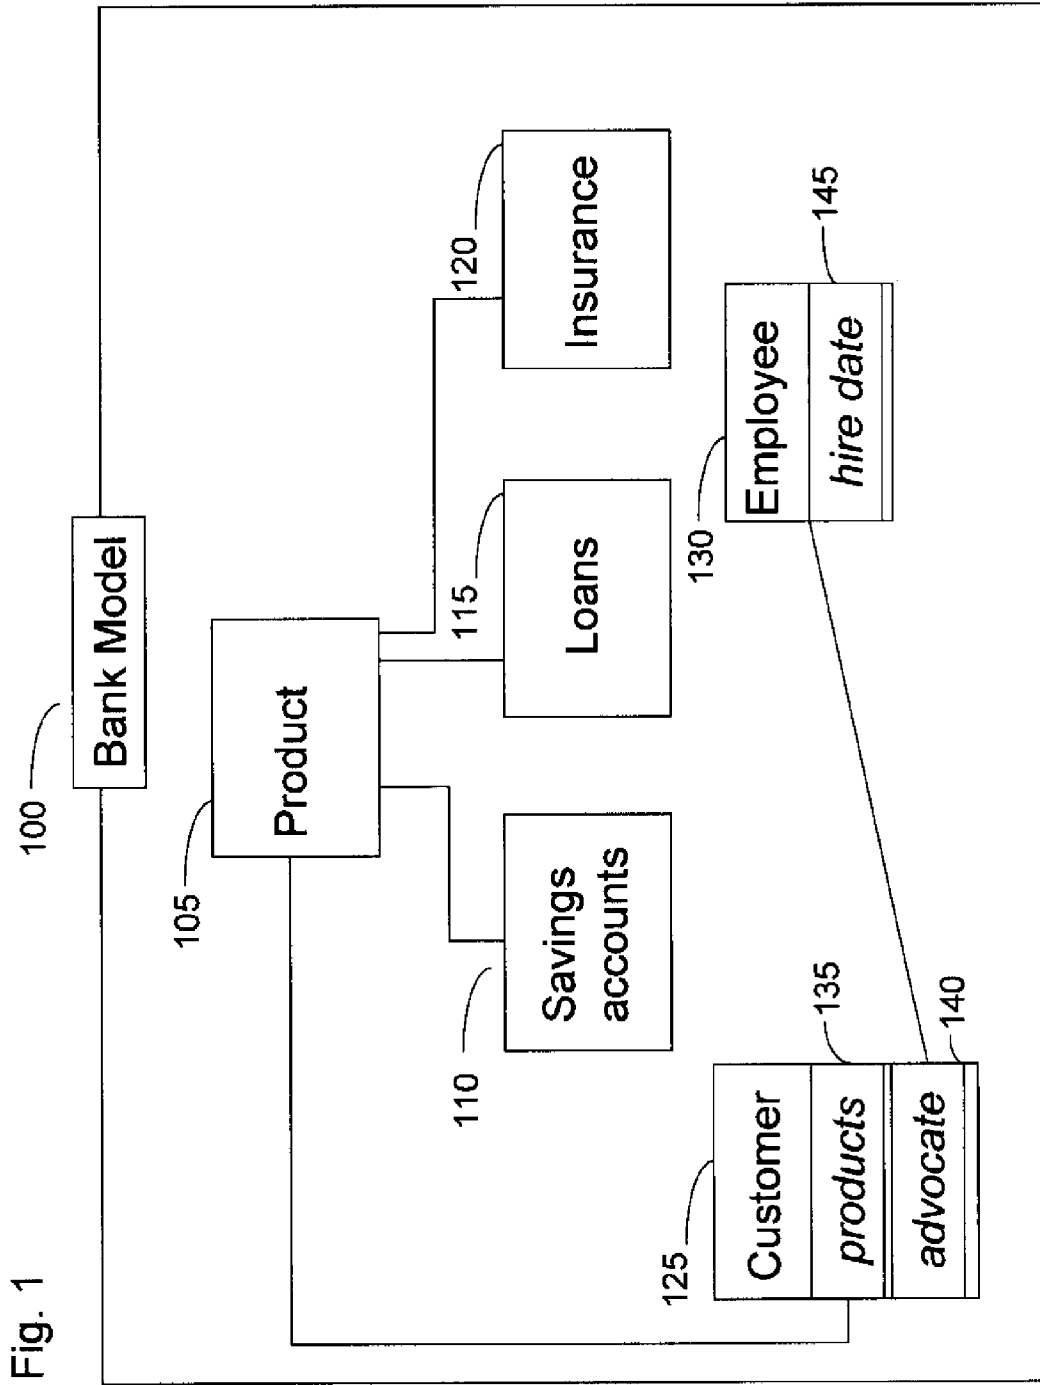 Fig. 1
100
Bank Model
105
Product
110
Savings
accounts
115
Loans
120
Insurance
125
Customer
products
135
advocate
140
130
Employee
hire date
145